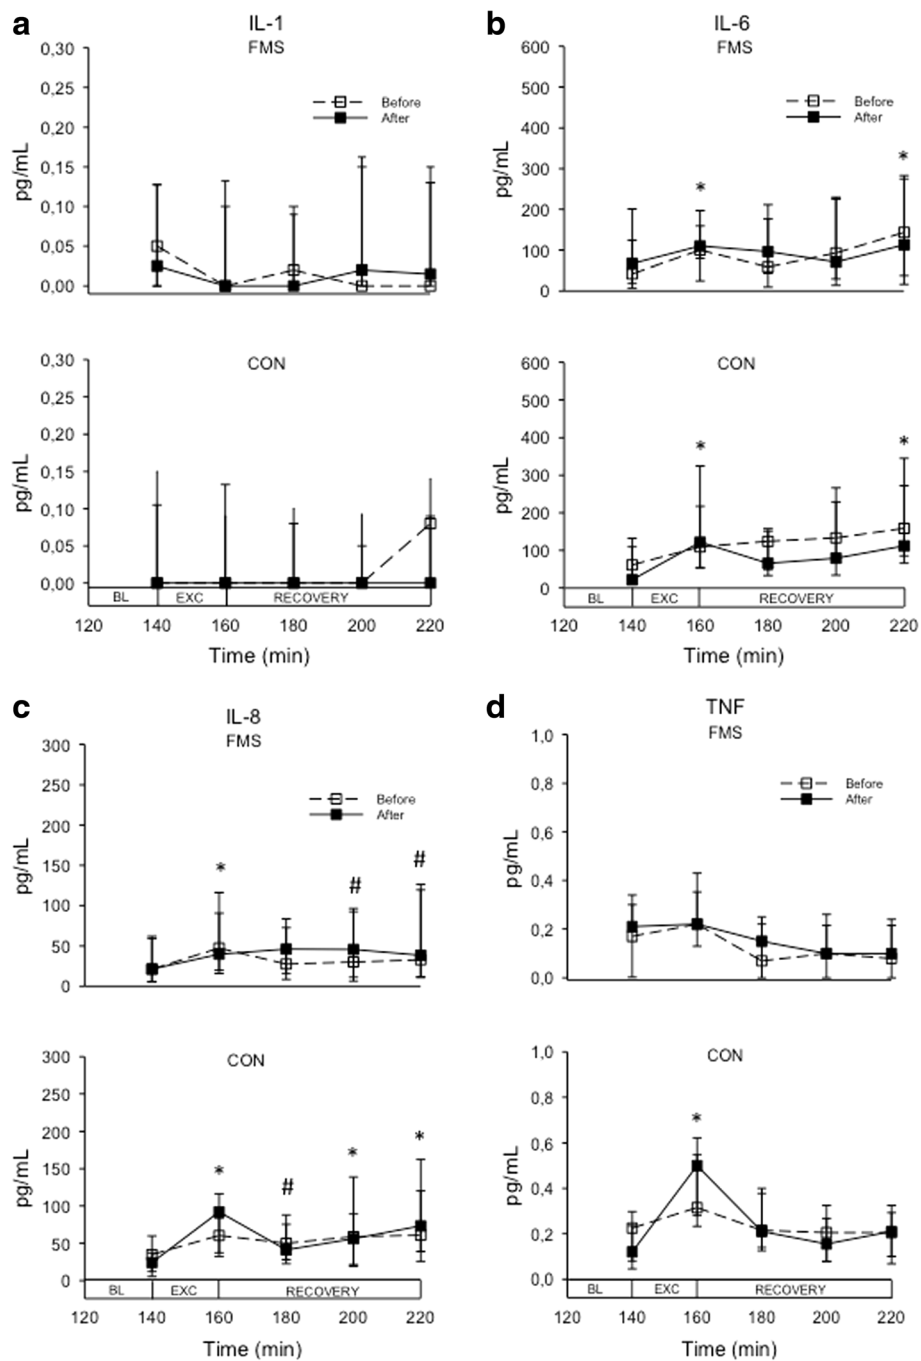 a
IL-1
FMS
0,30
0,25
0,20
0,15
0,10
0,05
0,00
pg/mL
Before
After
CON
0,30
0,25
0,20
0,15
0,10
0,05
0,00
pg/mL
BL EXC RECOVERY
120 140 160 180 200 220
Time (min)
b
IL-6
FMS
600
500
400
300
200
100
0
pg/mL
Before
After
* *
CON
600
500
400
300
200
100
0
pg/mL
* *
BL EXC RECOVERY
120 140 160 180 200 220
Time (min)
c
IL-8
FMS
300
250
200
150
100
50
0
pg/mL
Before
After
* # #
CON
300
250
200
150
100
50
0
pg/mL
* # * *
BL EXC RECOVERY
120 140 160 180 200 220
Time (min)
d
TNF
FMS
1,0
0,8
0,6
0,4
0,2
0,0
pg/mL
Before
After
CON
1,0
0,8
0,6
0,4
0,2
0,0
pg/mL
*
BL EXC RECOVERY
120 140 160 180 200 220
Time (min)